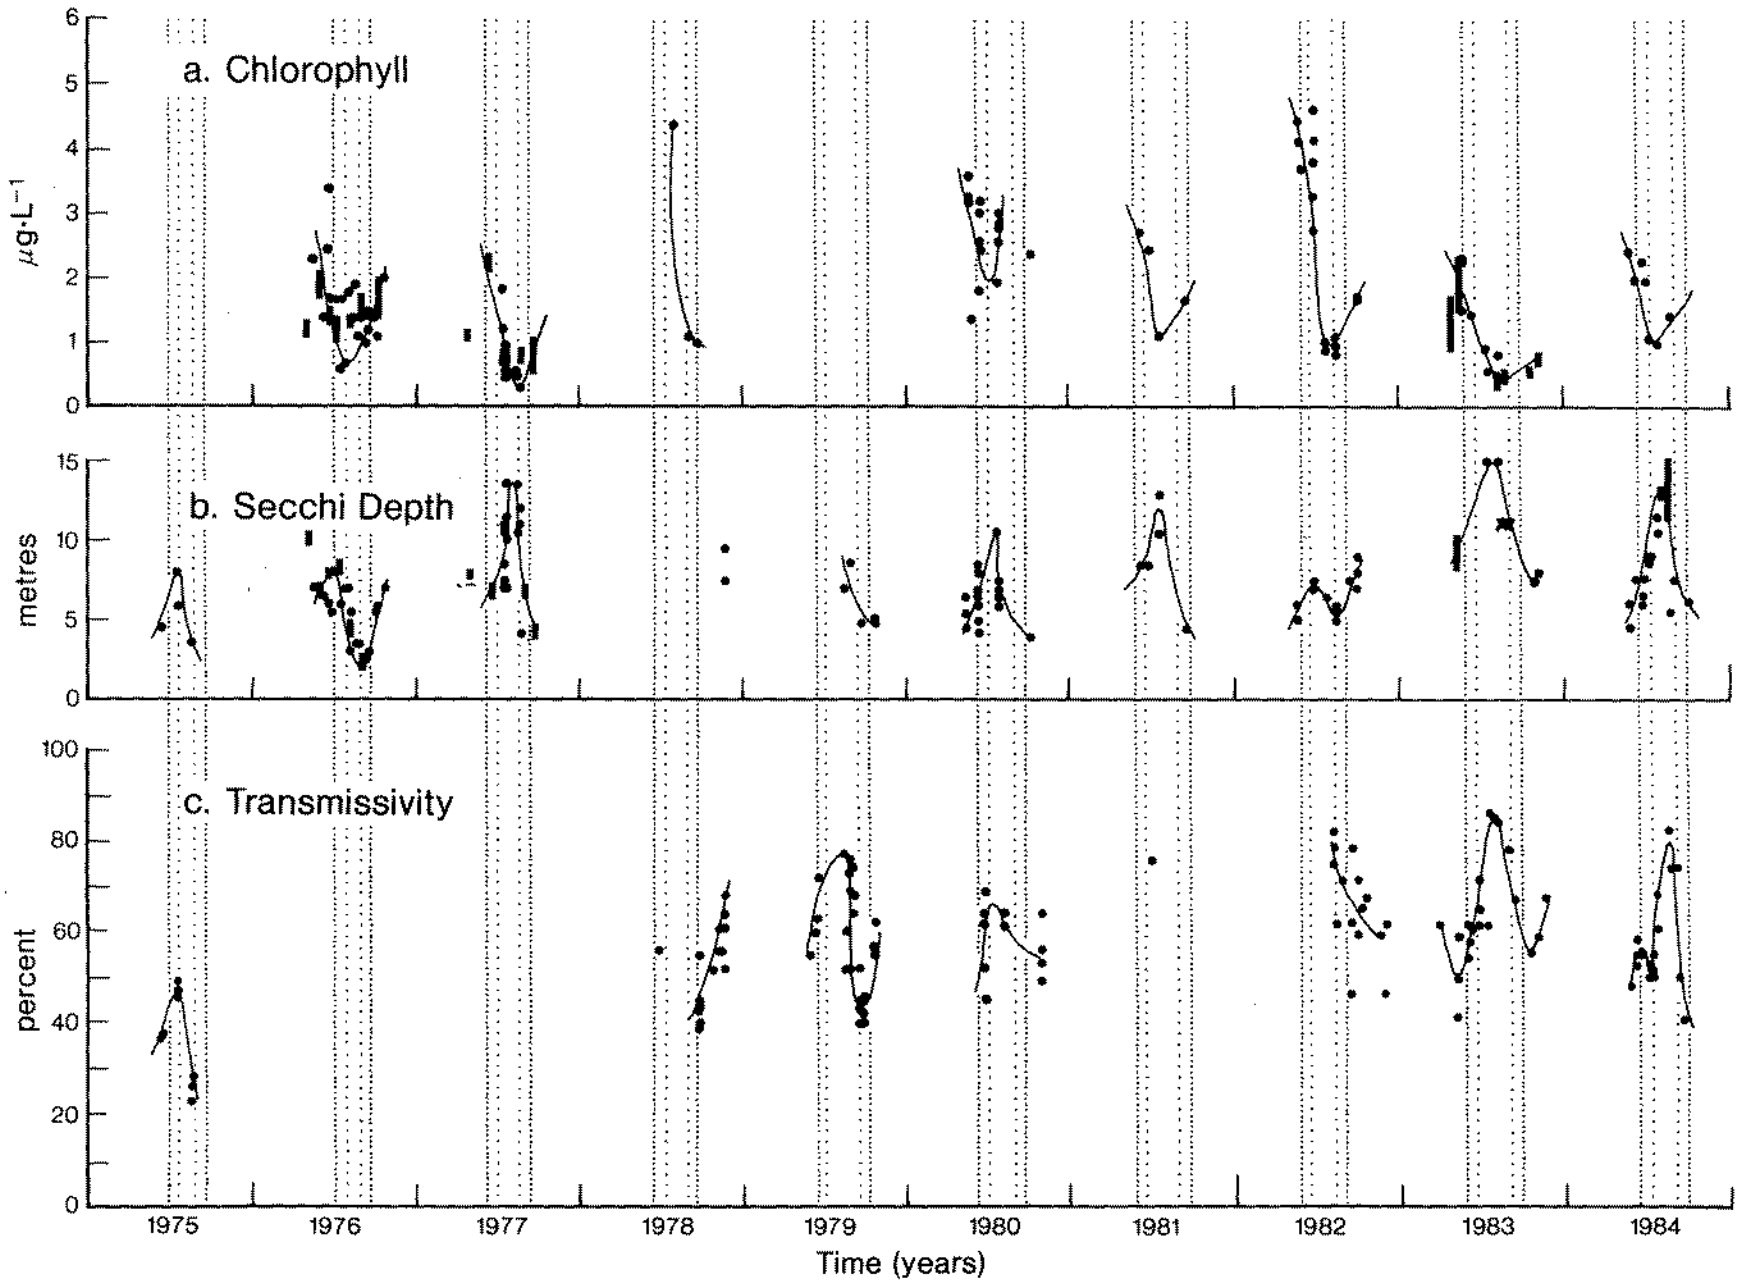 6
a. Chlorophyll
5
4
3
2
1
0
µg·L⁻¹
15
b. Secchi Depth
10
5
0
metres
100
c. Transmissivity
80
60
40
20
0
percent
1975 1976 1977 1978 1979 1980 1981 1982 1983 1984
Time (years)